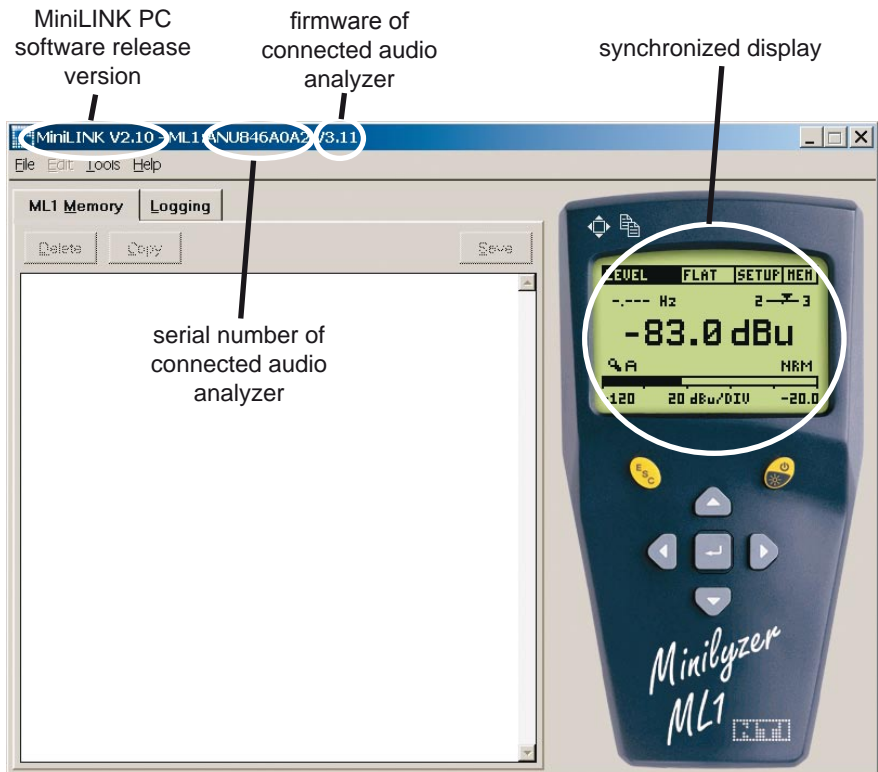 MiniLINK PC
software release
version
firmware of
connected audio
analyzer
synchronized display
MiniLINK V2.10 - ML1:ANU846A0A2 V3.11
File Edit Tools Help
ML1 Memory Logging
Delete Copy Save
serial number of
connected audio
analyzer
LEVEL FLAT SETUP MEM
-.--- Hz 2 3
-83.0 dBu
A NRM
-120 20 dBu/DIV -20.0
ESC
Minilyzer
ML1
NTI